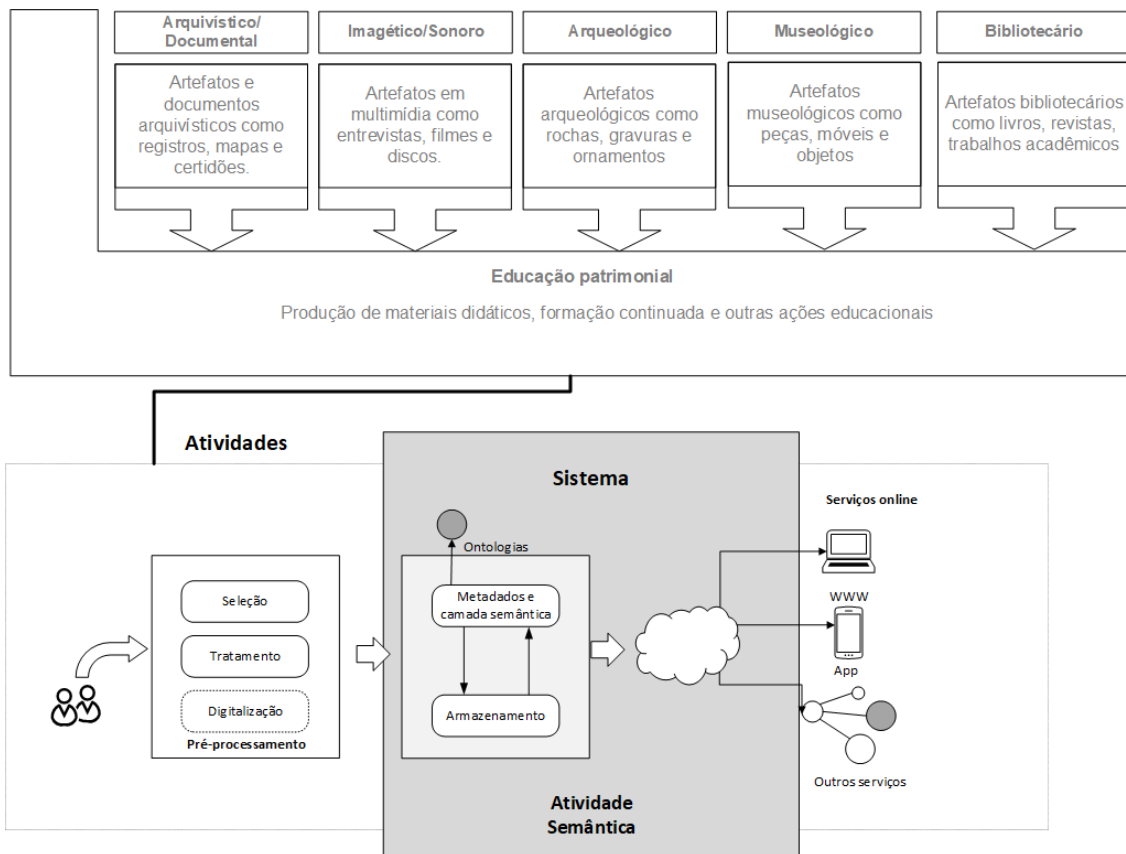 Arquivístico/
Documental
Imagético/Sonoro
Arqueológico
Museológico
Bibliotecário
Artefatos e
documentos
arquivísticos como
registros, mapas e
certidões.
Artefatos em
multimídia como
entrevistas, filmes e
discos.
Artefatos
arqueológicos como
rochas, gravuras e
ornamentos
Artefatos
museológicos como
peças, móveis e
objetos
Artefatos bibliotecários
como livros, revistas,
trabalhos acadêmicos
Educação patrimonial
Produção de materiais didáticos, formação continuada e outras ações educacionais
Atividades
Sistema
Serviços online
Ontologias
Seleção
Tratamento
Digitalização
Pré-processamento
Metadados e
camada semântica
Armazenamento
WWW
App
Outros serviços
Atividade
Semântica